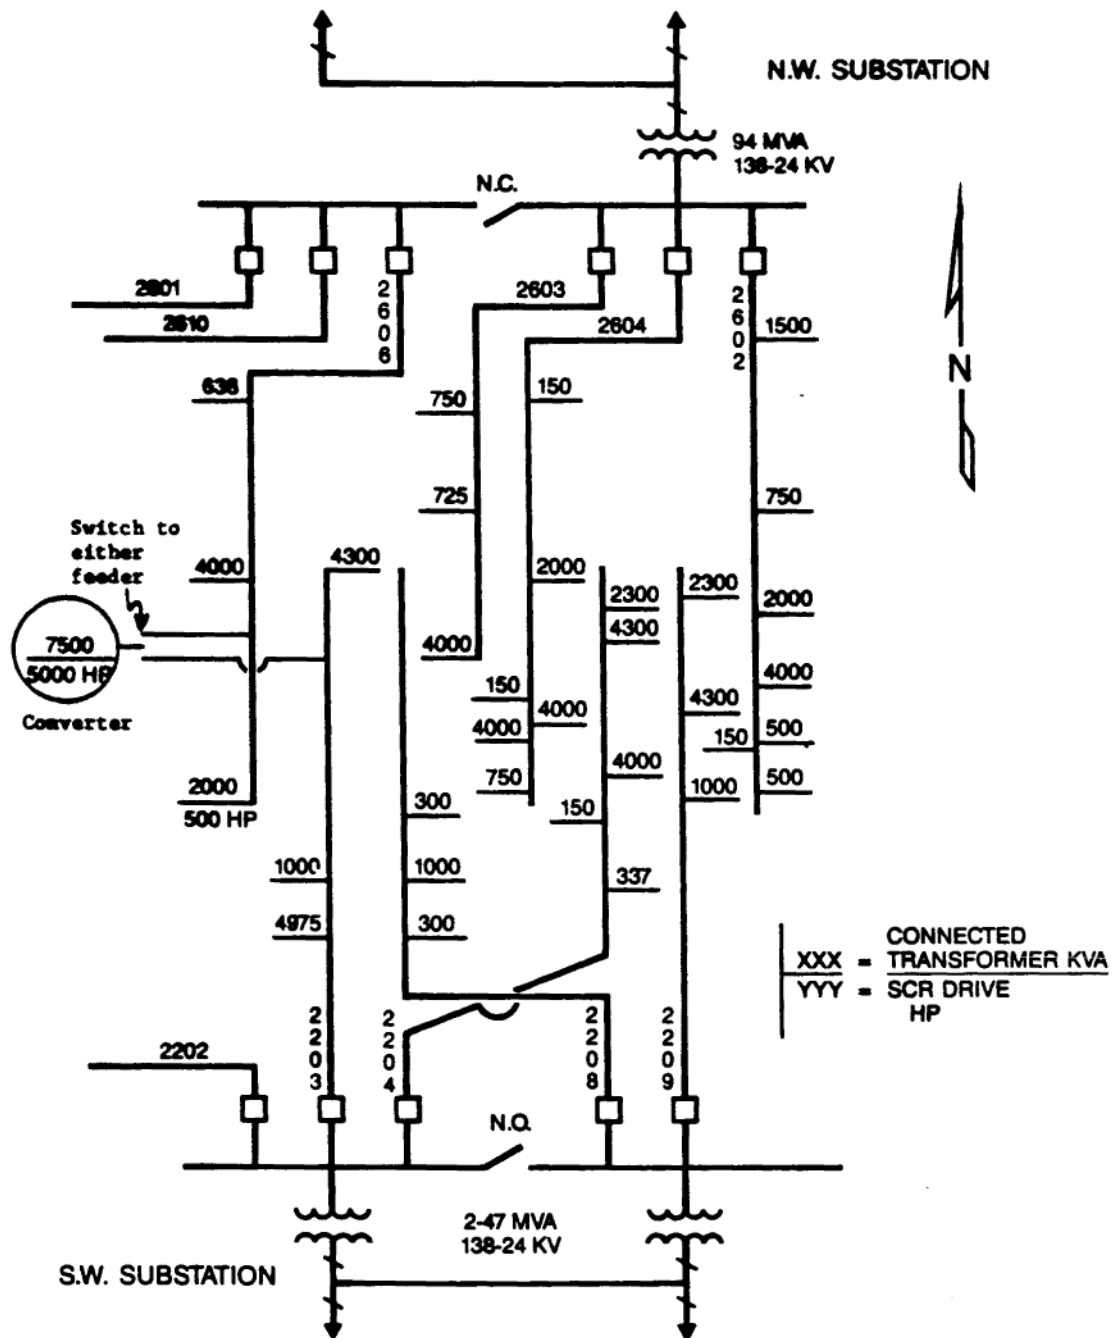 N.W. SUBSTATION
94 MVA
138-24 KV
N.C.
2601
2610
2606
2603
2604
2602
1500
636
750
150
725
750
Switch to
either
feeder
4000
4300
2000
2300
2300
2000
4300
7500
5000 HP
Converter
4000
150
4000
4300
4000
4000
150
500
2000
500 HP
750
4000
1000
500
300
150
1000
1000
337
4975
300
CONNECTED
XXX = TRANSFORMER KVA
YYY = SCR DRIVE
HP
N
2202
2203
2204
2208
2209
N.O.
2-47 MVA
138-24 KV
S.W. SUBSTATION